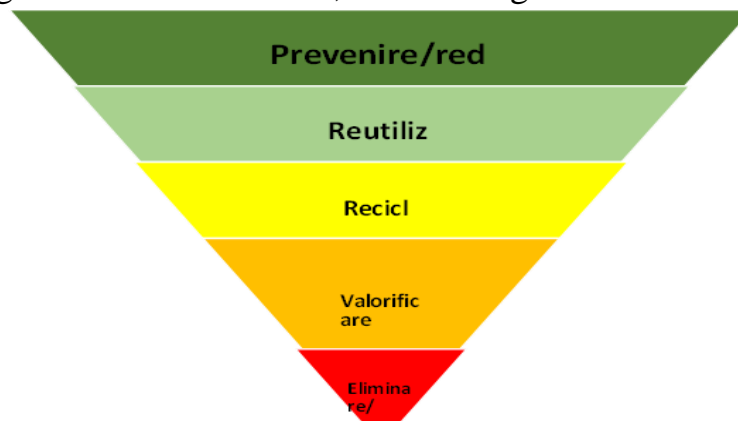 Prevenire/red
Reutiliz
Recicl
Valorific
are
Elimina
re/